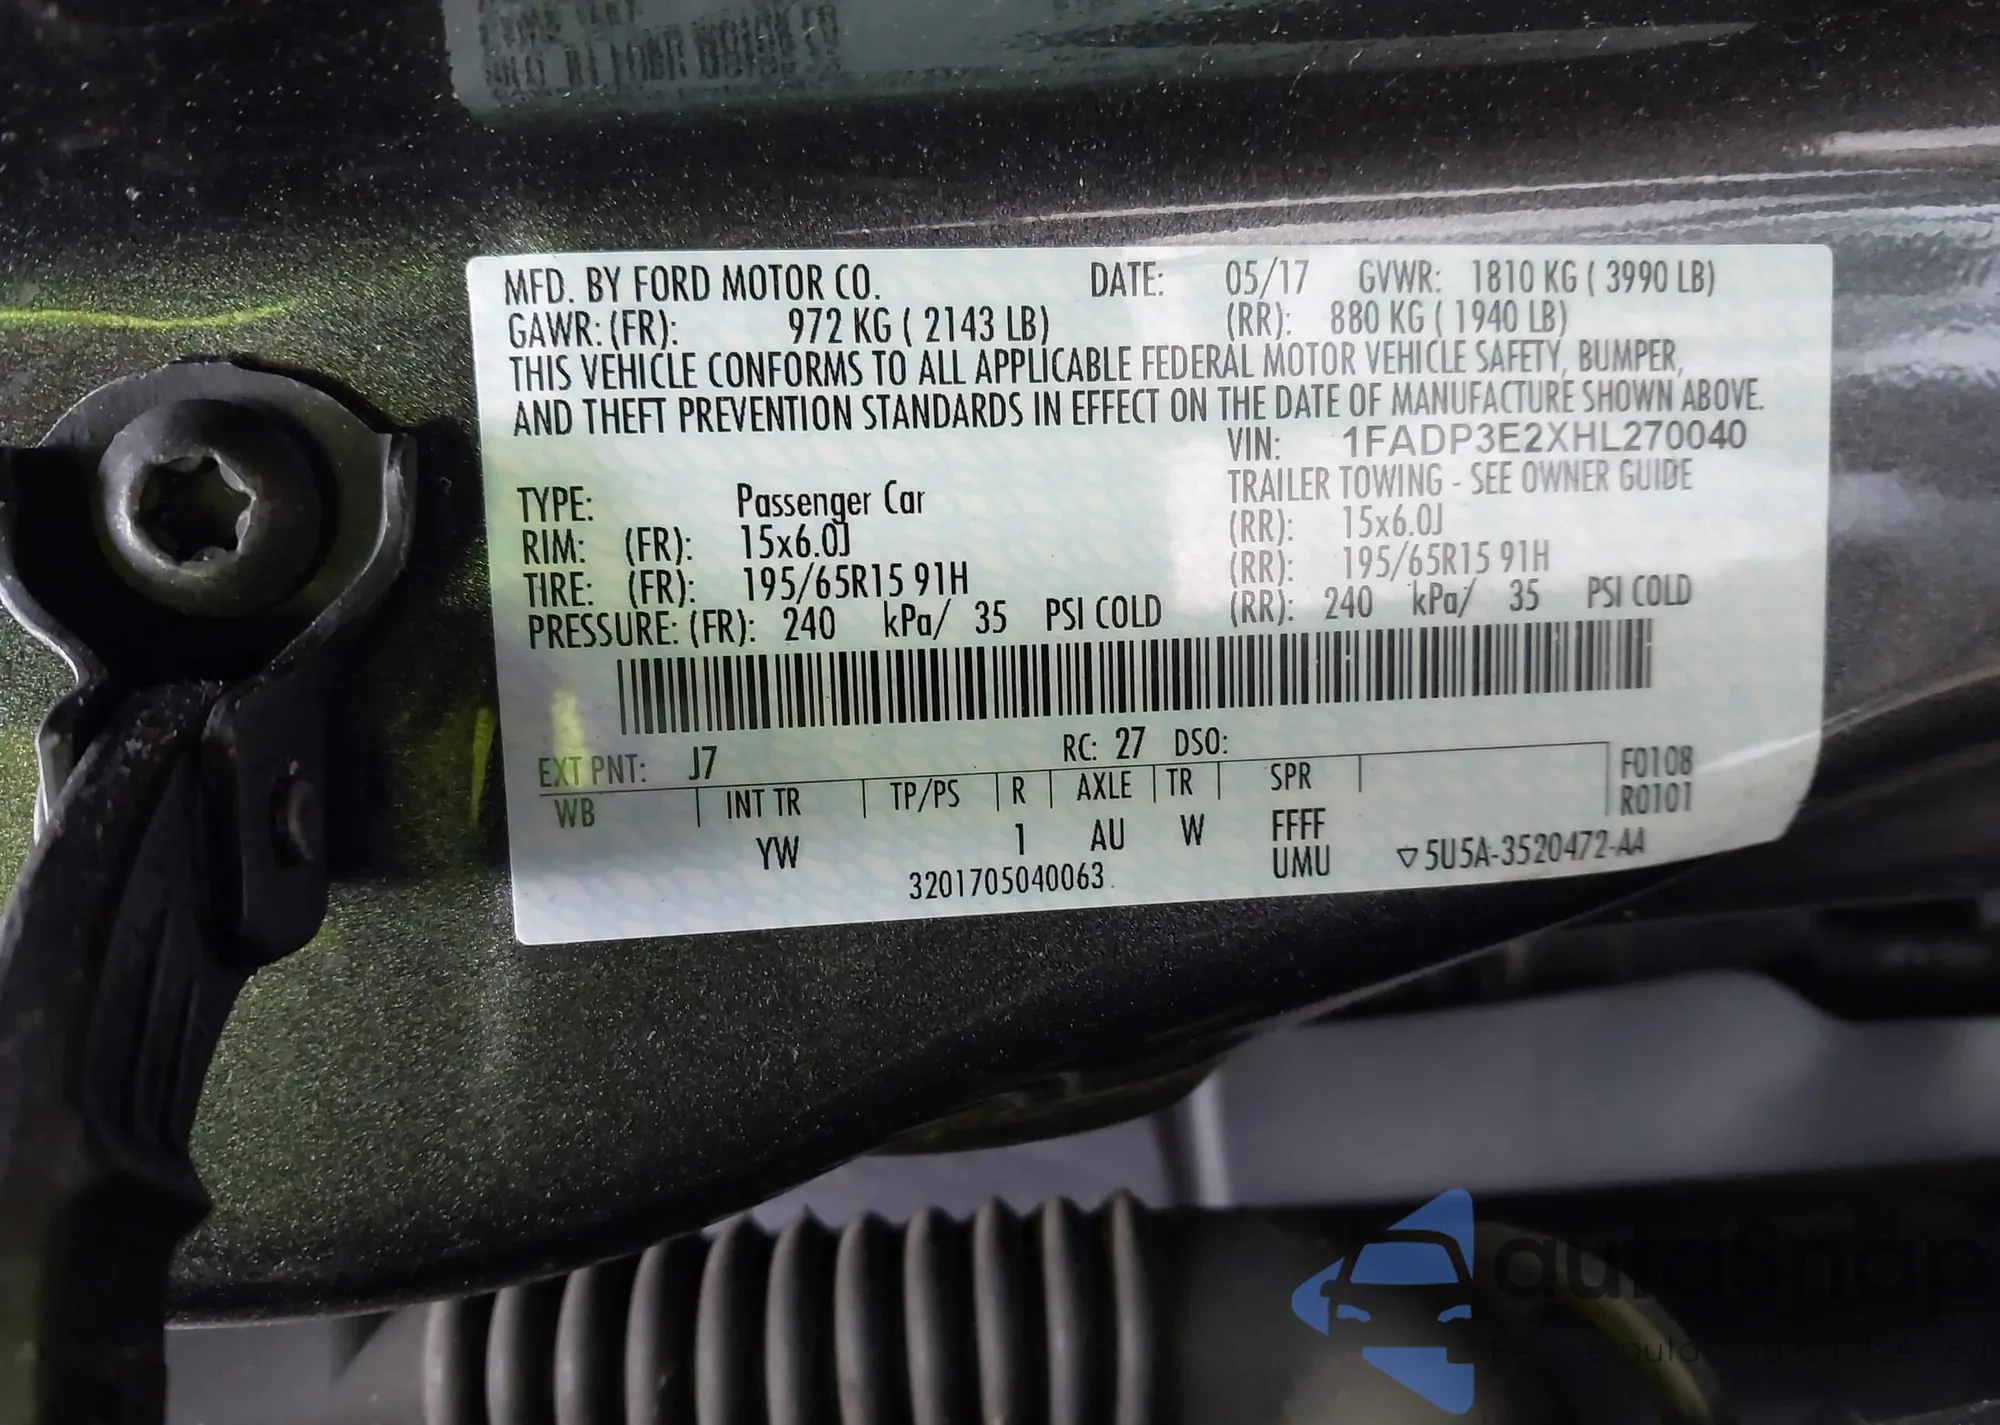 MFD. BY FORD MOTOR CO. DATE: 05/17 GVWR: 1810 KG ( 3990 LB)
GAWR: (FR): 972 KG ( 2143 LB) (RR): 880 KG ( 1940 LB)
THIS VEHICLE CONFORMS TO ALL APPLICABLE FEDERAL MOTOR VEHICLE SAFETY, BUMPER,
AND THEFT PREVENTION STANDARDS IN EFFECT ON THE DATE OF MANUFACTURE SHOWN ABOVE.
VIN: 1FADP3E2XHL270040
TRAILER TOWING - SEE OWNER GUIDE
TYPE: Passenger Car
RIM: (FR): 15x6.0J (RR): 15x6.0J
TIRE: (FR): 195/65R15 91H (RR): 195/65R15 91H
PRESSURE: (FR): 240 kPa/ 35 PSI COLD (RR): 240 kPa/ 35 PSI COLD
EXT PNT: J7 RC: 27 DSO:
WB INT TR TP/PS R AXLE TR SPR F0108
R0101
YW 1 AU W FFFF
UMU
3201705040063 ▽5U5A-3520472-AA
autosnap